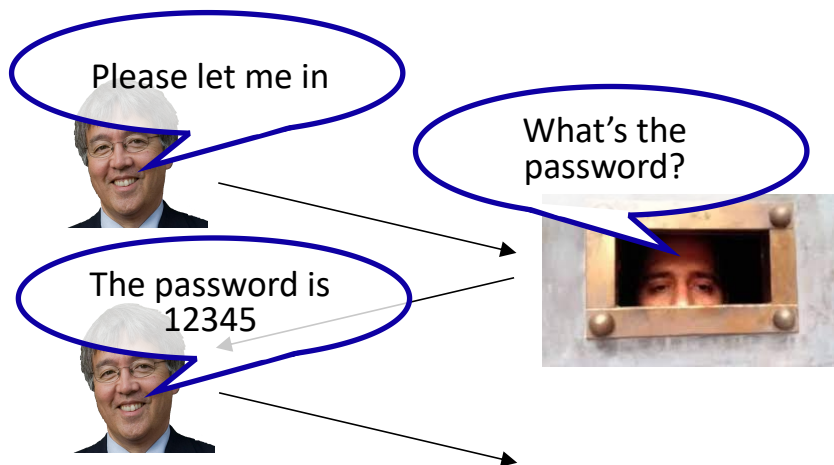 Please let me in
What’s the
password?
The password is
12345